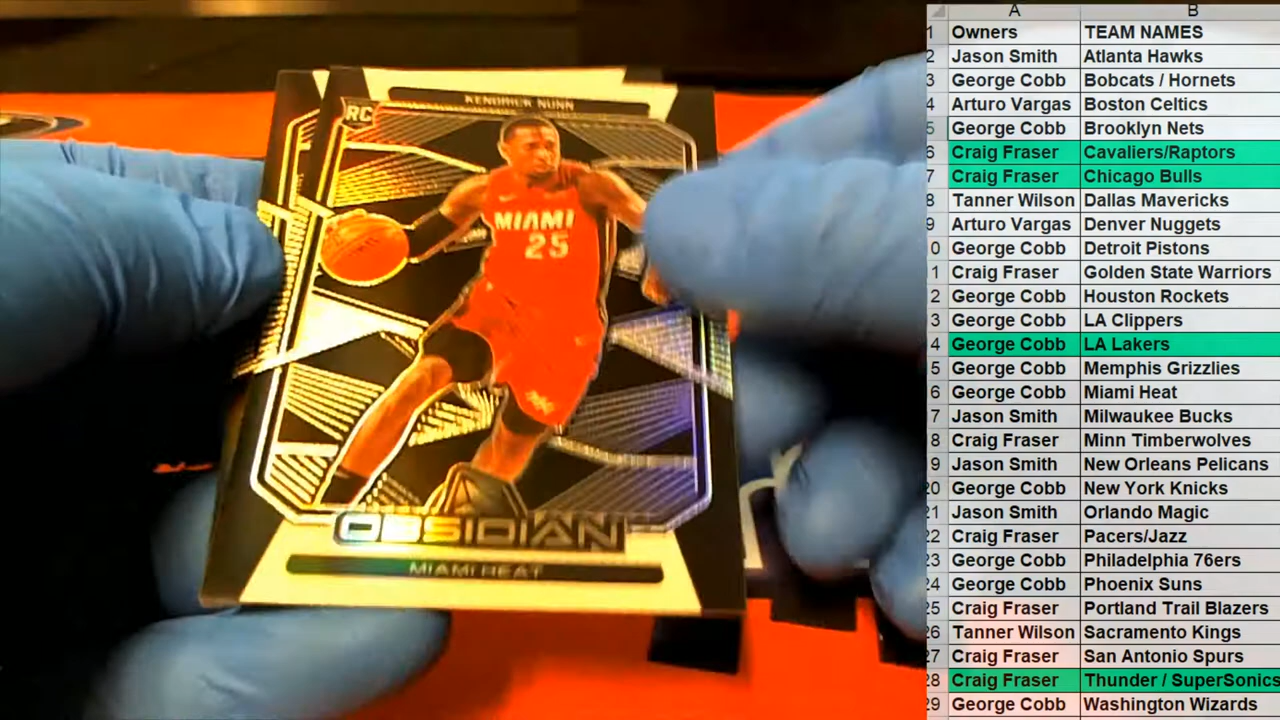 KENDRICK NUNN
RC
MIAMI
25
OBSIDIAN
MIAMI HEAT
A B
1 Owners TEAM NAMES
2 Jason Smith Atlanta Hawks
3 George Cobb Bobcats / Hornets
4 Arturo Vargas Boston Celtics
5 George Cobb Brooklyn Nets
6 Craig Fraser Cavaliers/Raptors
7 Craig Fraser Chicago Bulls
8 Tanner Wilson Dallas Mavericks
9 Arturo Vargas Denver Nuggets
0 George Cobb Detroit Pistons
1 Craig Fraser Golden State Warriors
2 George Cobb Houston Rockets
3 George Cobb LA Clippers
4 George Cobb LA Lakers
5 George Cobb Memphis Grizzlies
6 George Cobb Miami Heat
7 Jason Smith Milwaukee Bucks
8 Craig Fraser Minn Timberwolves
9 Jason Smith New Orleans Pelicans
20 George Cobb New York Knicks
21 Jason Smith Orlando Magic
22 Craig Fraser Pacers/Jazz
23 George Cobb Philadelphia 76ers
24 George Cobb Phoenix Suns
25 Craig Fraser Portland Trail Blazers
26 Tanner Wilson Sacramento Kings
27 Craig Fraser San Antonio Spurs
28 Craig Fraser Thunder / SuperSonics
29 George Cobb Washington Wizards